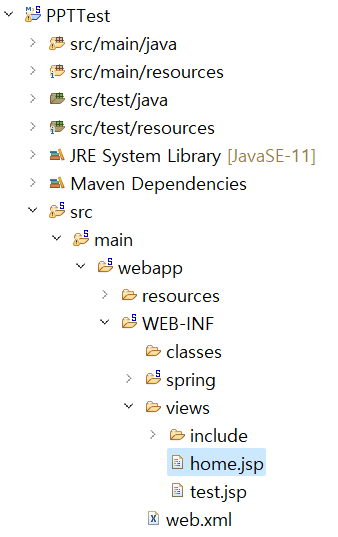 PPTTest
src/main/java
src/main/resources
src/test/java
src/test/resources
JRE System Library [JavaSE-11]
Maven Dependencies
src
main
webapp
resources
WEB-INF
classes
spring
views
include
home.jsp
test.jsp
web.xml